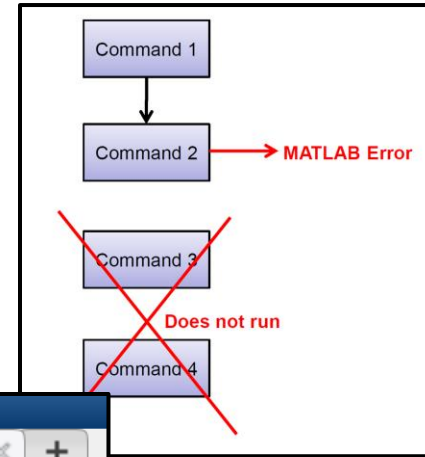 Command 1
Command 2 MATLAB Error
Command 3
Does not run
Command 4